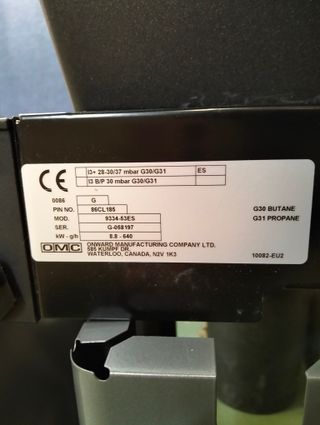 CE
I3+ 28-30/37 mbar G30/G31 ES
I3 B/P 30 mbar G30/G31
0086 G
PIN NO. 86CL185
MOD. 9334-53ES
SER. G-068197
kW - g/h 8.8 - 640
G30 BUTANE
G31 PROPANE
OMC ONWARD MANUFACTURING COMPANY LTD.
585 KUMPF DR.
WATERLOO, CANADA, N2V 1K3
10082-EU2